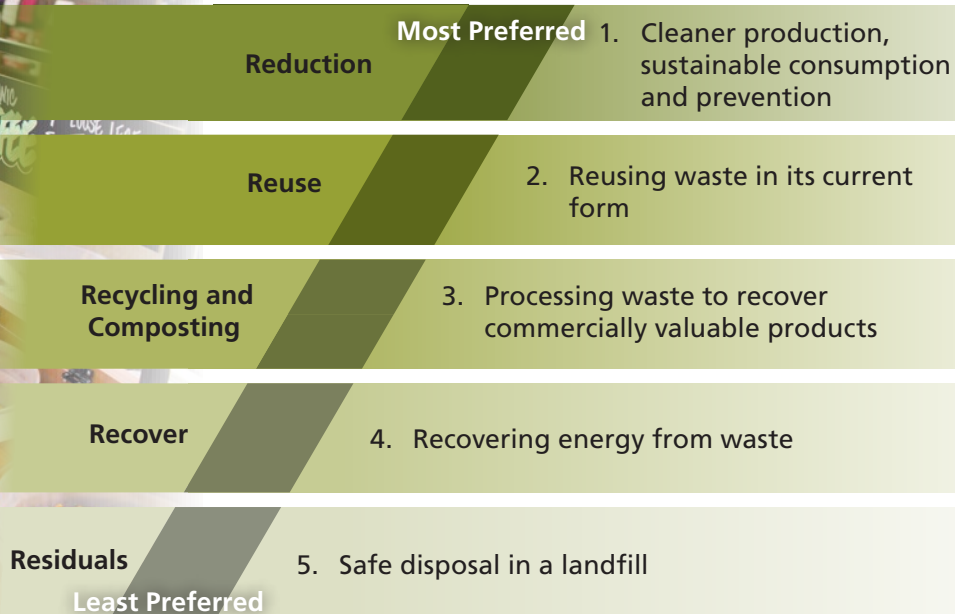 Most Preferred
Reduction
1. Cleaner production,
sustainable consumption
and prevention
Reuse
2. Reusing waste in its current
form
Recycling and
Composting
3. Processing waste to recover
commercially valuable products
Recover
4. Recovering energy from waste
Residuals
5. Safe disposal in a landfill
Least Preferred